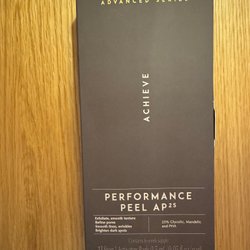 ADVANCED SERIES
ACHIEVE
PERFORMANCE
PEEL AP25
Exfoliate, smooth texture
Refine pores
Smooth lines, wrinkles
Brighten dark spots
25% Glycolic, Mandelic
and PHA